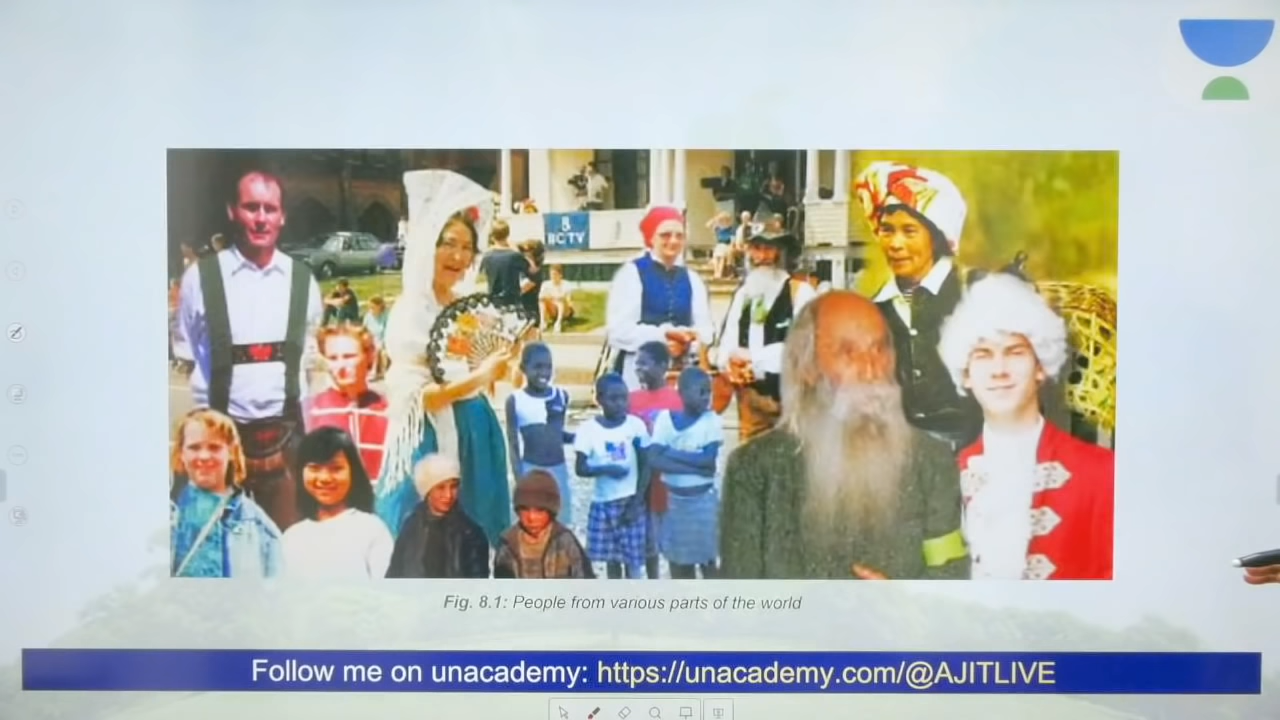 5
BCTV
Fig. 8.1: People from various parts of the world
Follow me on unacademy: https://unacademy.com/@AJITLIVE